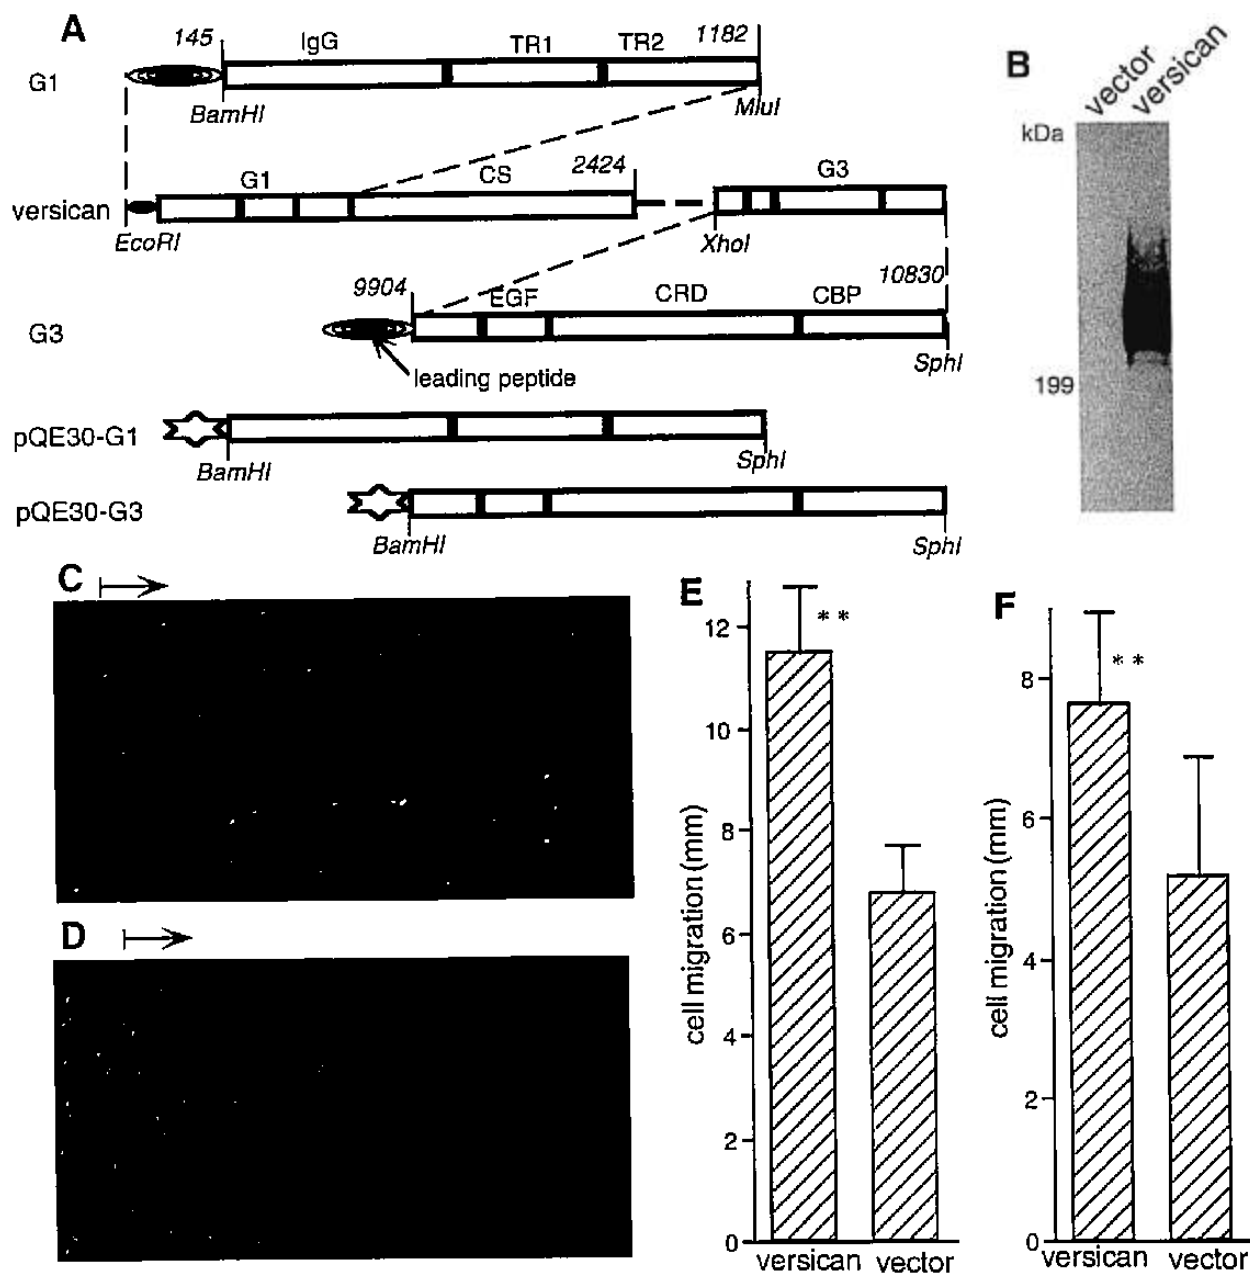 A
145 IgG TR1 TR2 1182
G1
BamHI MluI
G1 CS 2424 G3
versican
EcoRI XhoI
9904 EGF CRD CBP 10830
G3
SphI
leading peptide
pQE30-G1
BamHI SphI
pQE30-G3
BamHI SphI
B
vector
versican
kDa
199
C
D
E
12
10
8
6
4
2
0
cell migration (mm)
**
versican vector
F
8
6
4
2
0
cell migration (mm)
**
versican vector